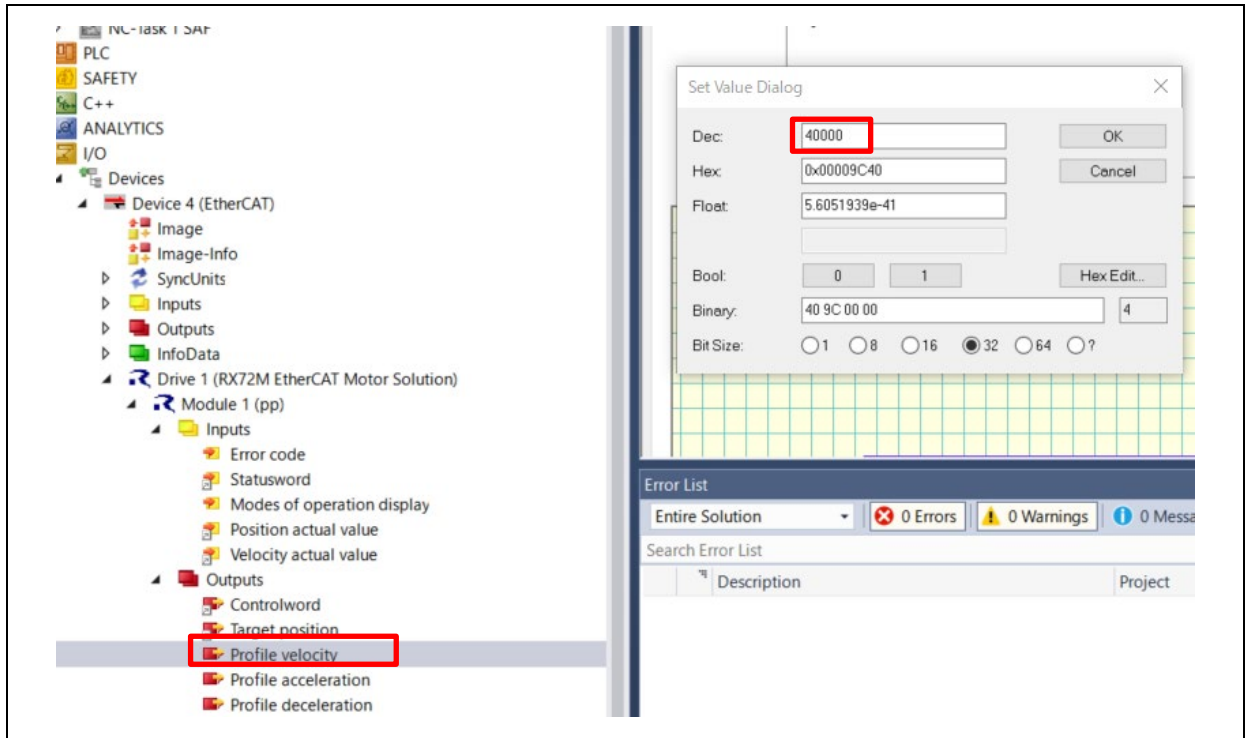 NC-Task 1 SAF
PLC
SAFETY
C++
ANALYTICS
I/O
Devices
Device 4 (EtherCAT)
Image
Image-Info
SyncUnits
Inputs
Outputs
InfoData
Drive 1 (RX72M EtherCAT Motor Solution)
Module 1 (pp)
Inputs
Error code
Statusword
Modes of operation display
Position actual value
Velocity actual value
Outputs
Controlword
Target position
Profile velocity
Profile acceleration
Profile deceleration
Set Value Dialog
Dec: 40000 OK
Hex: 0x00009C40 Cancel
Float: 5.6051939e-41
Bool: 0 1 Hex Edit...
Binary: 40 9C 00 00 4
Bit Size: 1 8 16 32 64 ?
Error List
Entire Solution 0 Errors 0 Warnings 0 Messa
Search Error List
Description Project